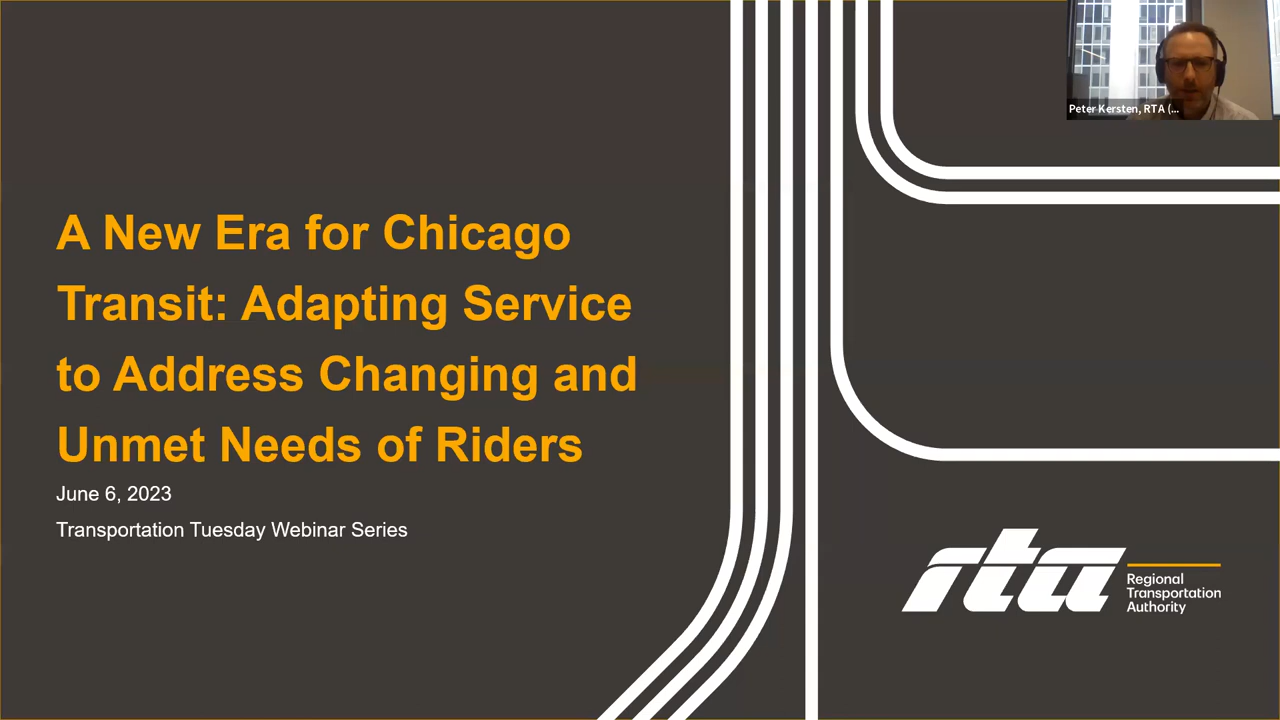 Peter Kersten, RTA (...
A New Era for Chicago
Transit: Adapting Service
to Address Changing and
Unmet Needs of Riders
June 6, 2023
Transportation Tuesday Webinar Series
rta
Regional
Transportation
Authority